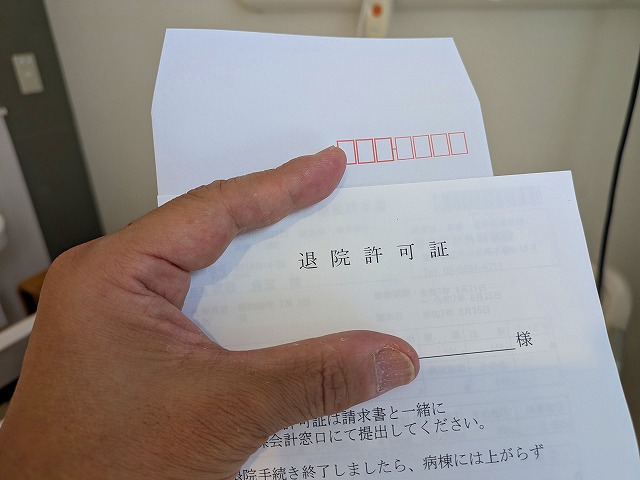 退院許可証
様
許可証は請求書と一緒に
会計窓口にて提出してください。
退院手続き終了しましたら、病棟には上がらず